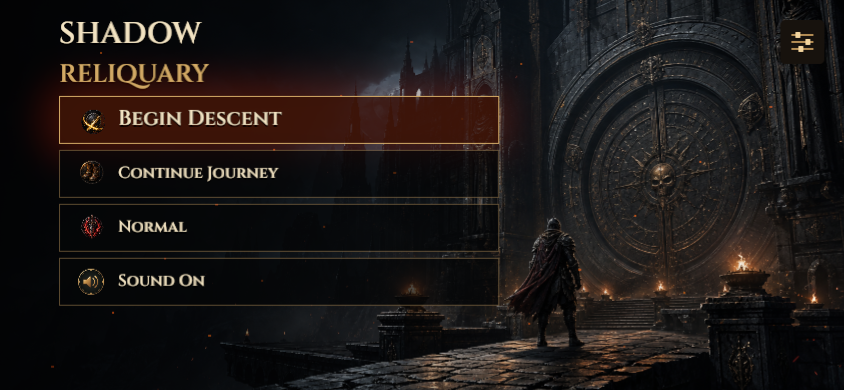 SHADOW
RELIQUARY
BEGIN DESCENT
CONTINUE JOURNEY
NORMAL
SOUND ON